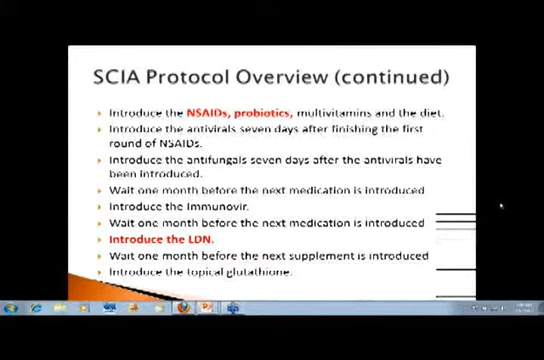 SCIA Protocol Overview (continued)
Introduce the NSAIDs, probiotics, multivitamins and the diet.
Introduce the antivirals seven days after finishing the first
round of NSAIDs.
Introduce the antifungals seven days after the antivirals have
been introduced.
Wait one month before the next medication is introduced
Introduce the Immunovir.
Wait one month before the next medication is introduced
Introduce the LDN.
Wait one month before the next supplement is introduced
Introduce the topical glutathione.